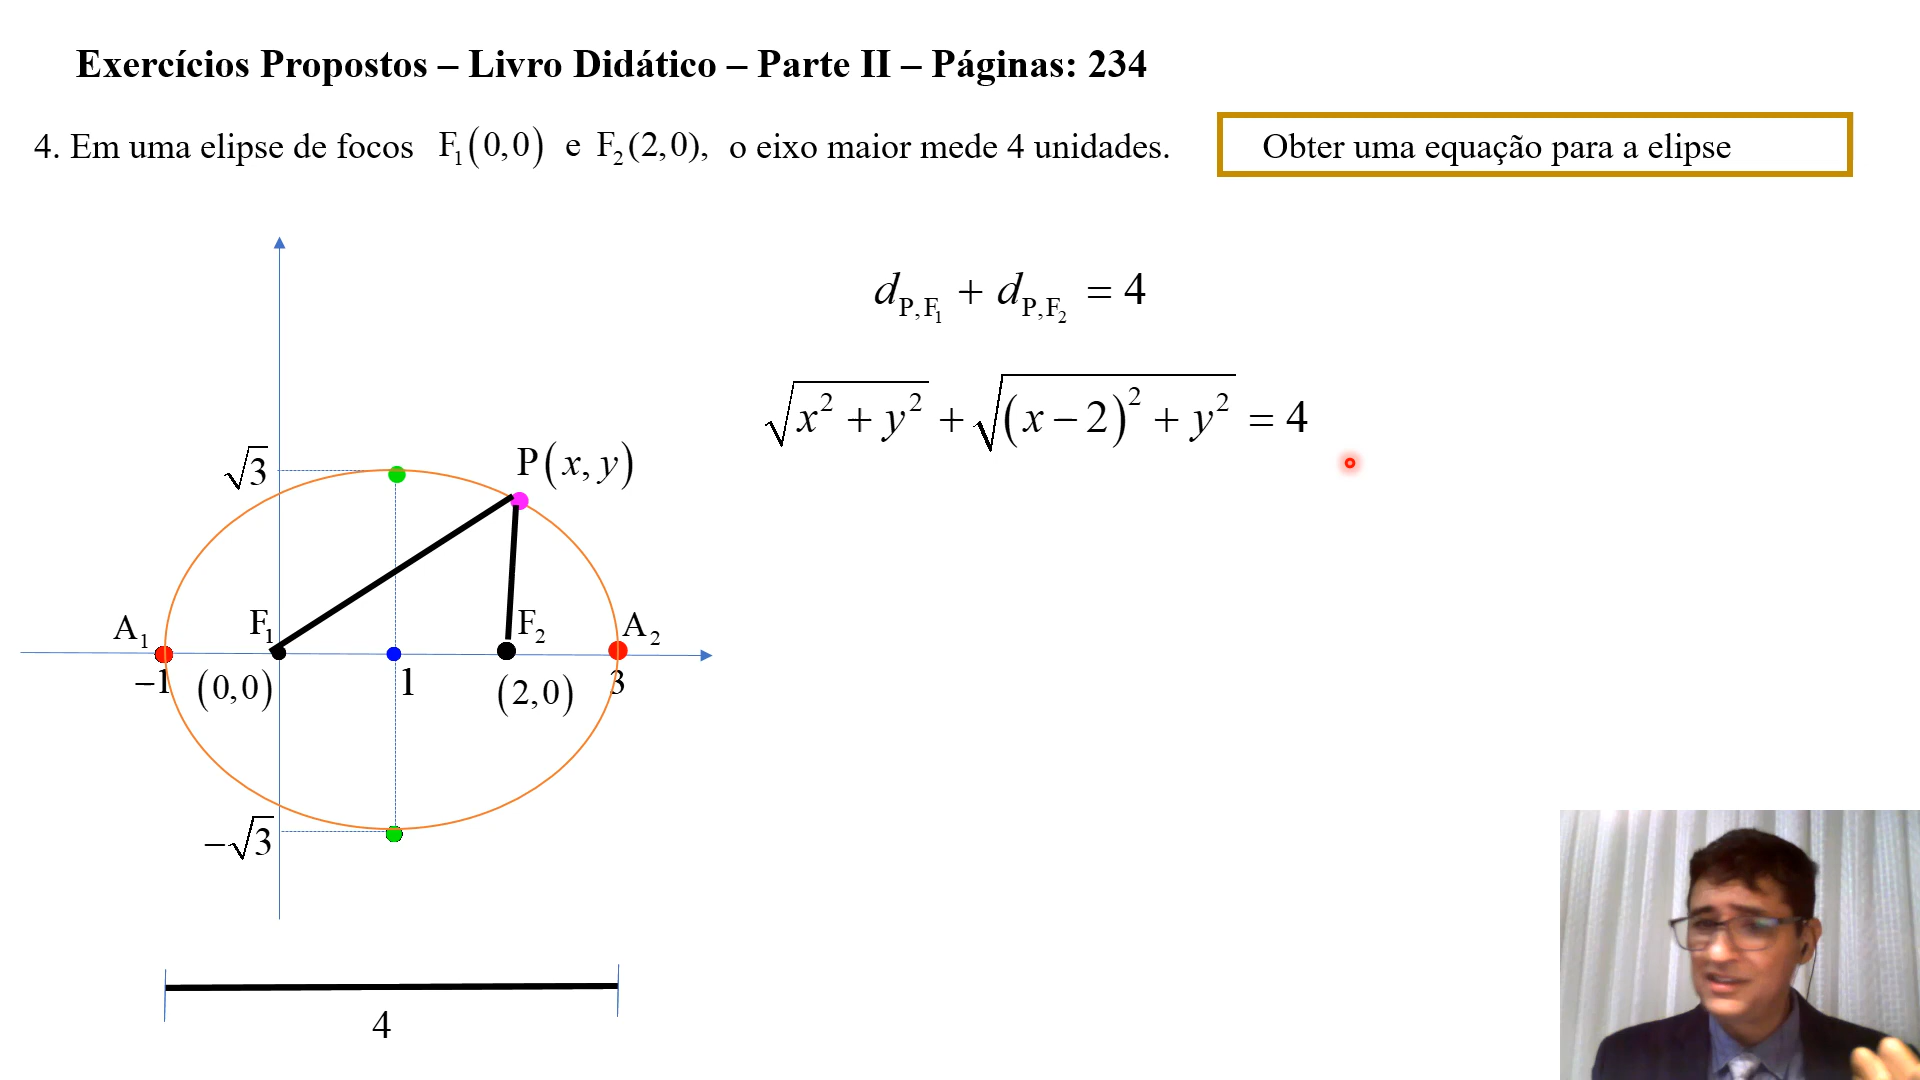 Exercícios Propostos – Livro Didático – Parte II – Páginas: 234
4. Em uma elipse de focos F₁(0,0) e F₂(2,0), o eixo maior mede 4 unidades.
Obter uma equação para a elipse
d_{P,F₁} + d_{P,F₂} = 4
√(x² + y²) + √((x − 2)² + y²) = 4
√3
P(x, y)
A₁
F₁
F₂
A₂
−1
(0,0)
1
(2,0)
3
−√3
4